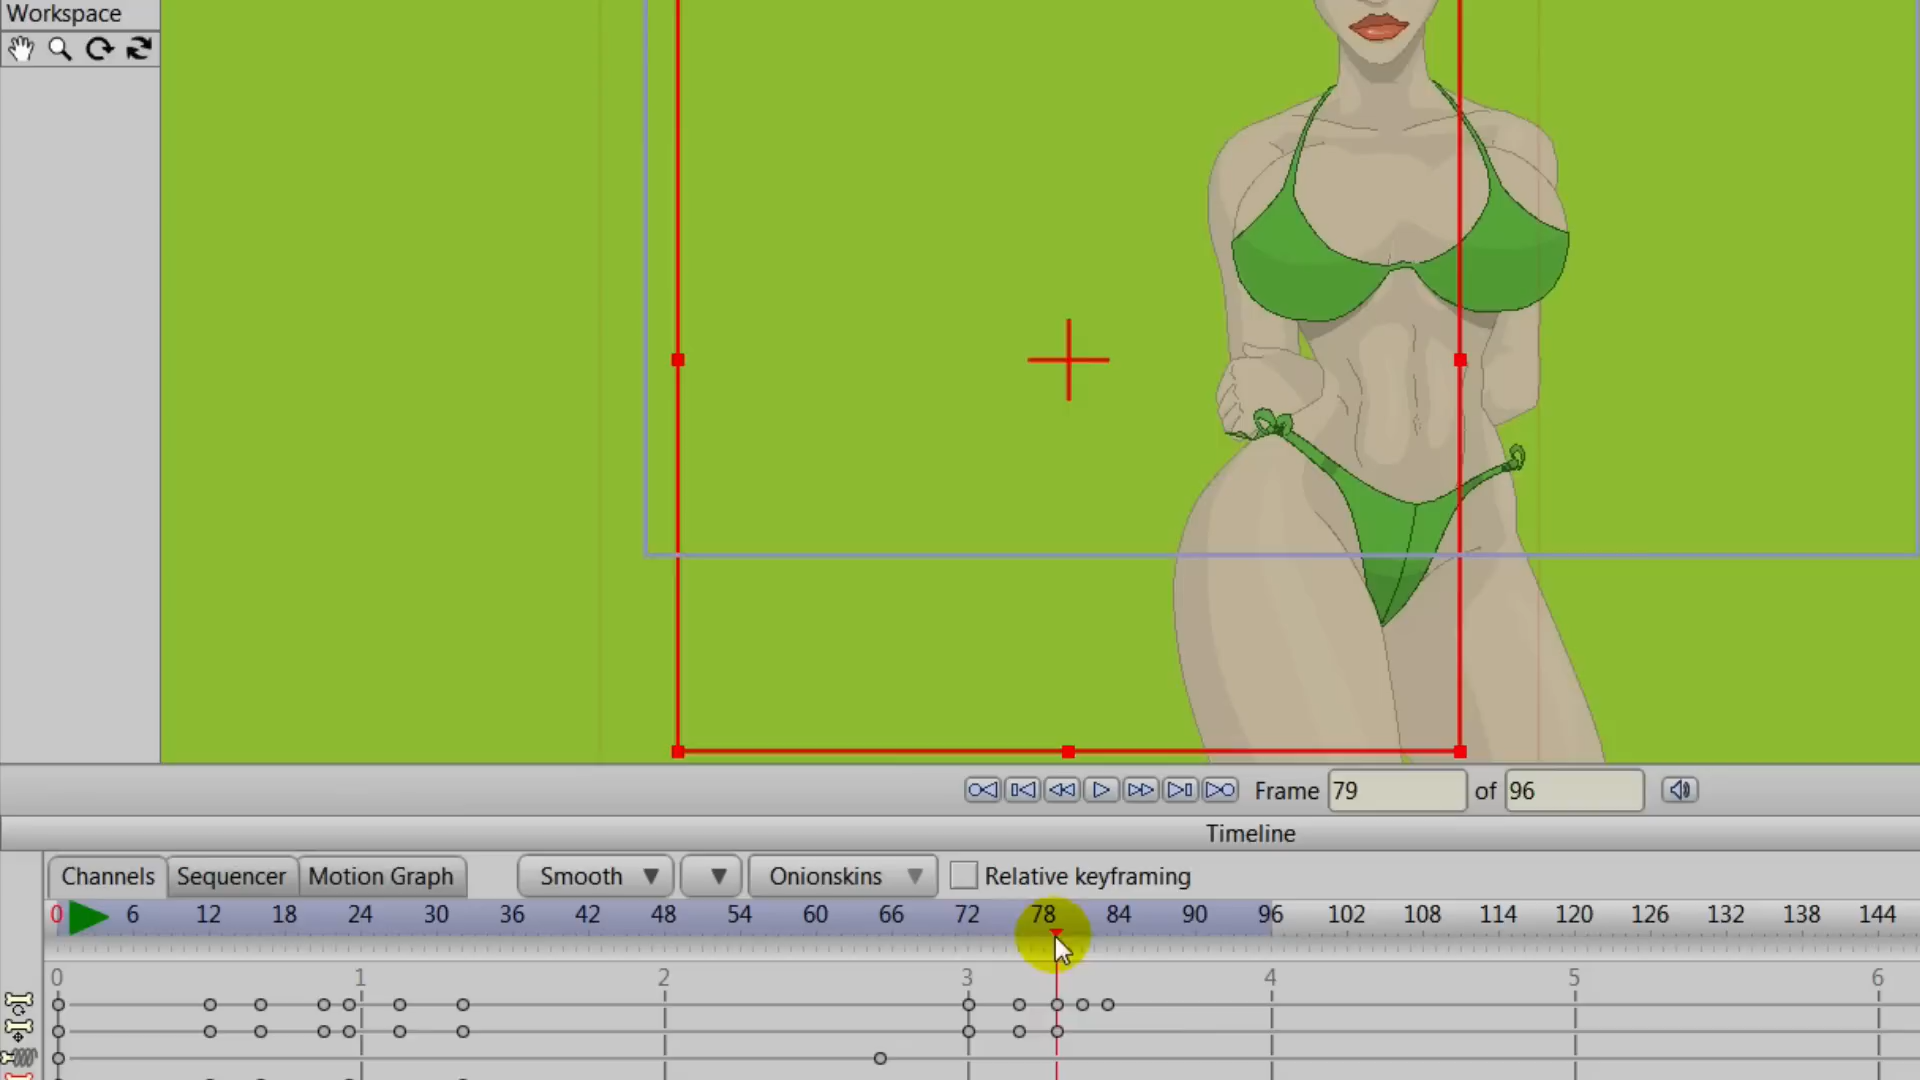 Workspace
Frame 79 of 96
Timeline
Channels Sequencer Motion Graph Smooth Onionskins Relative keyframing
0 6 12 18 24 30 36 42 48 54 60 66 72 78 84 90 96 102 108 114 120 126 132 138 144
0 1 2 3 4 5 6